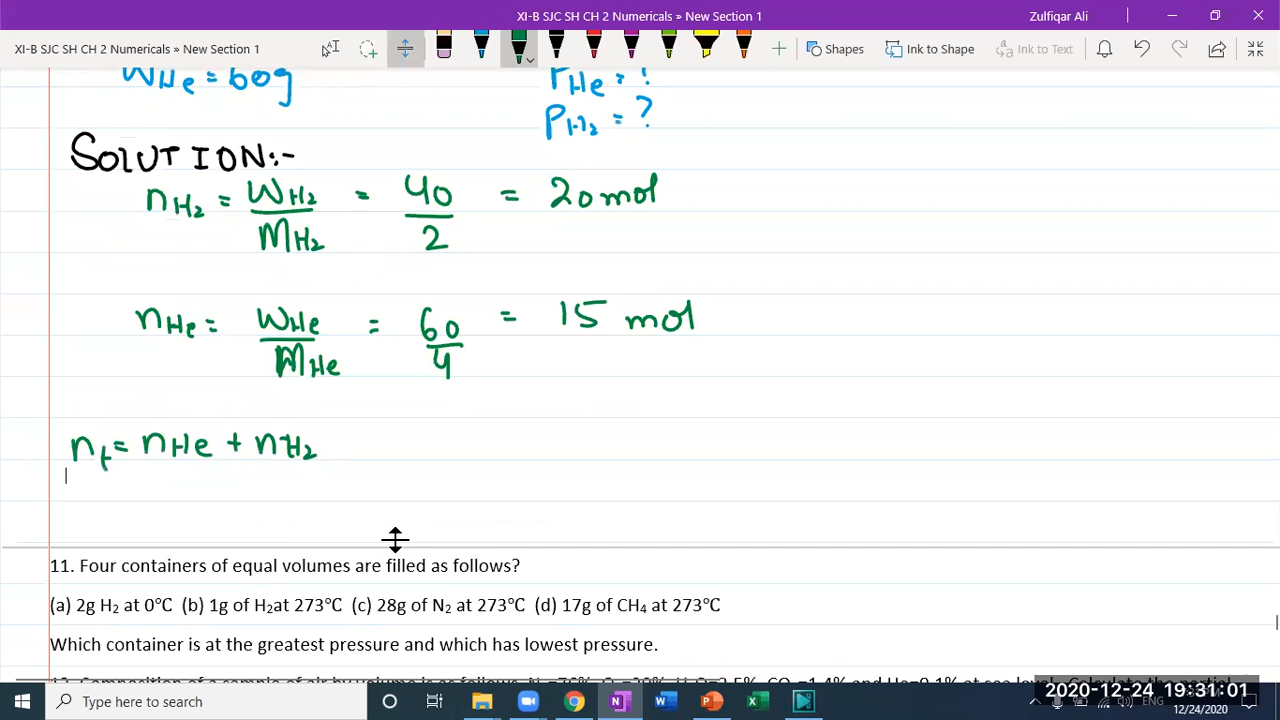 XI-B SJC SH CH 2 Numericals » New Section 1
Zulfiqar Ali
XI-B SJC SH CH 2 Numericals » New Section 1
Shapes
Ink to Shape
Ink to Text
WHe = 60g
PHe = ?
PH₂ = ?
SOLUTION:-
nH₂ = WH₂/MH₂ = 40/2 = 20 mol
nHe = WHe/MHe = 60/4 = 15 mol
nt = nHe + nH₂
11. Four containers of equal volumes are filled as follows?
(a) 2g H₂ at 0°C (b) 1g of H₂at 273°C (c) 28g of N₂ at 273°C (d) 17g of CH₄ at 273°C
Which container is at the greatest pressure and which has lowest pressure.
Type here to search
2020-12-24 19:31:01
12/24/2020